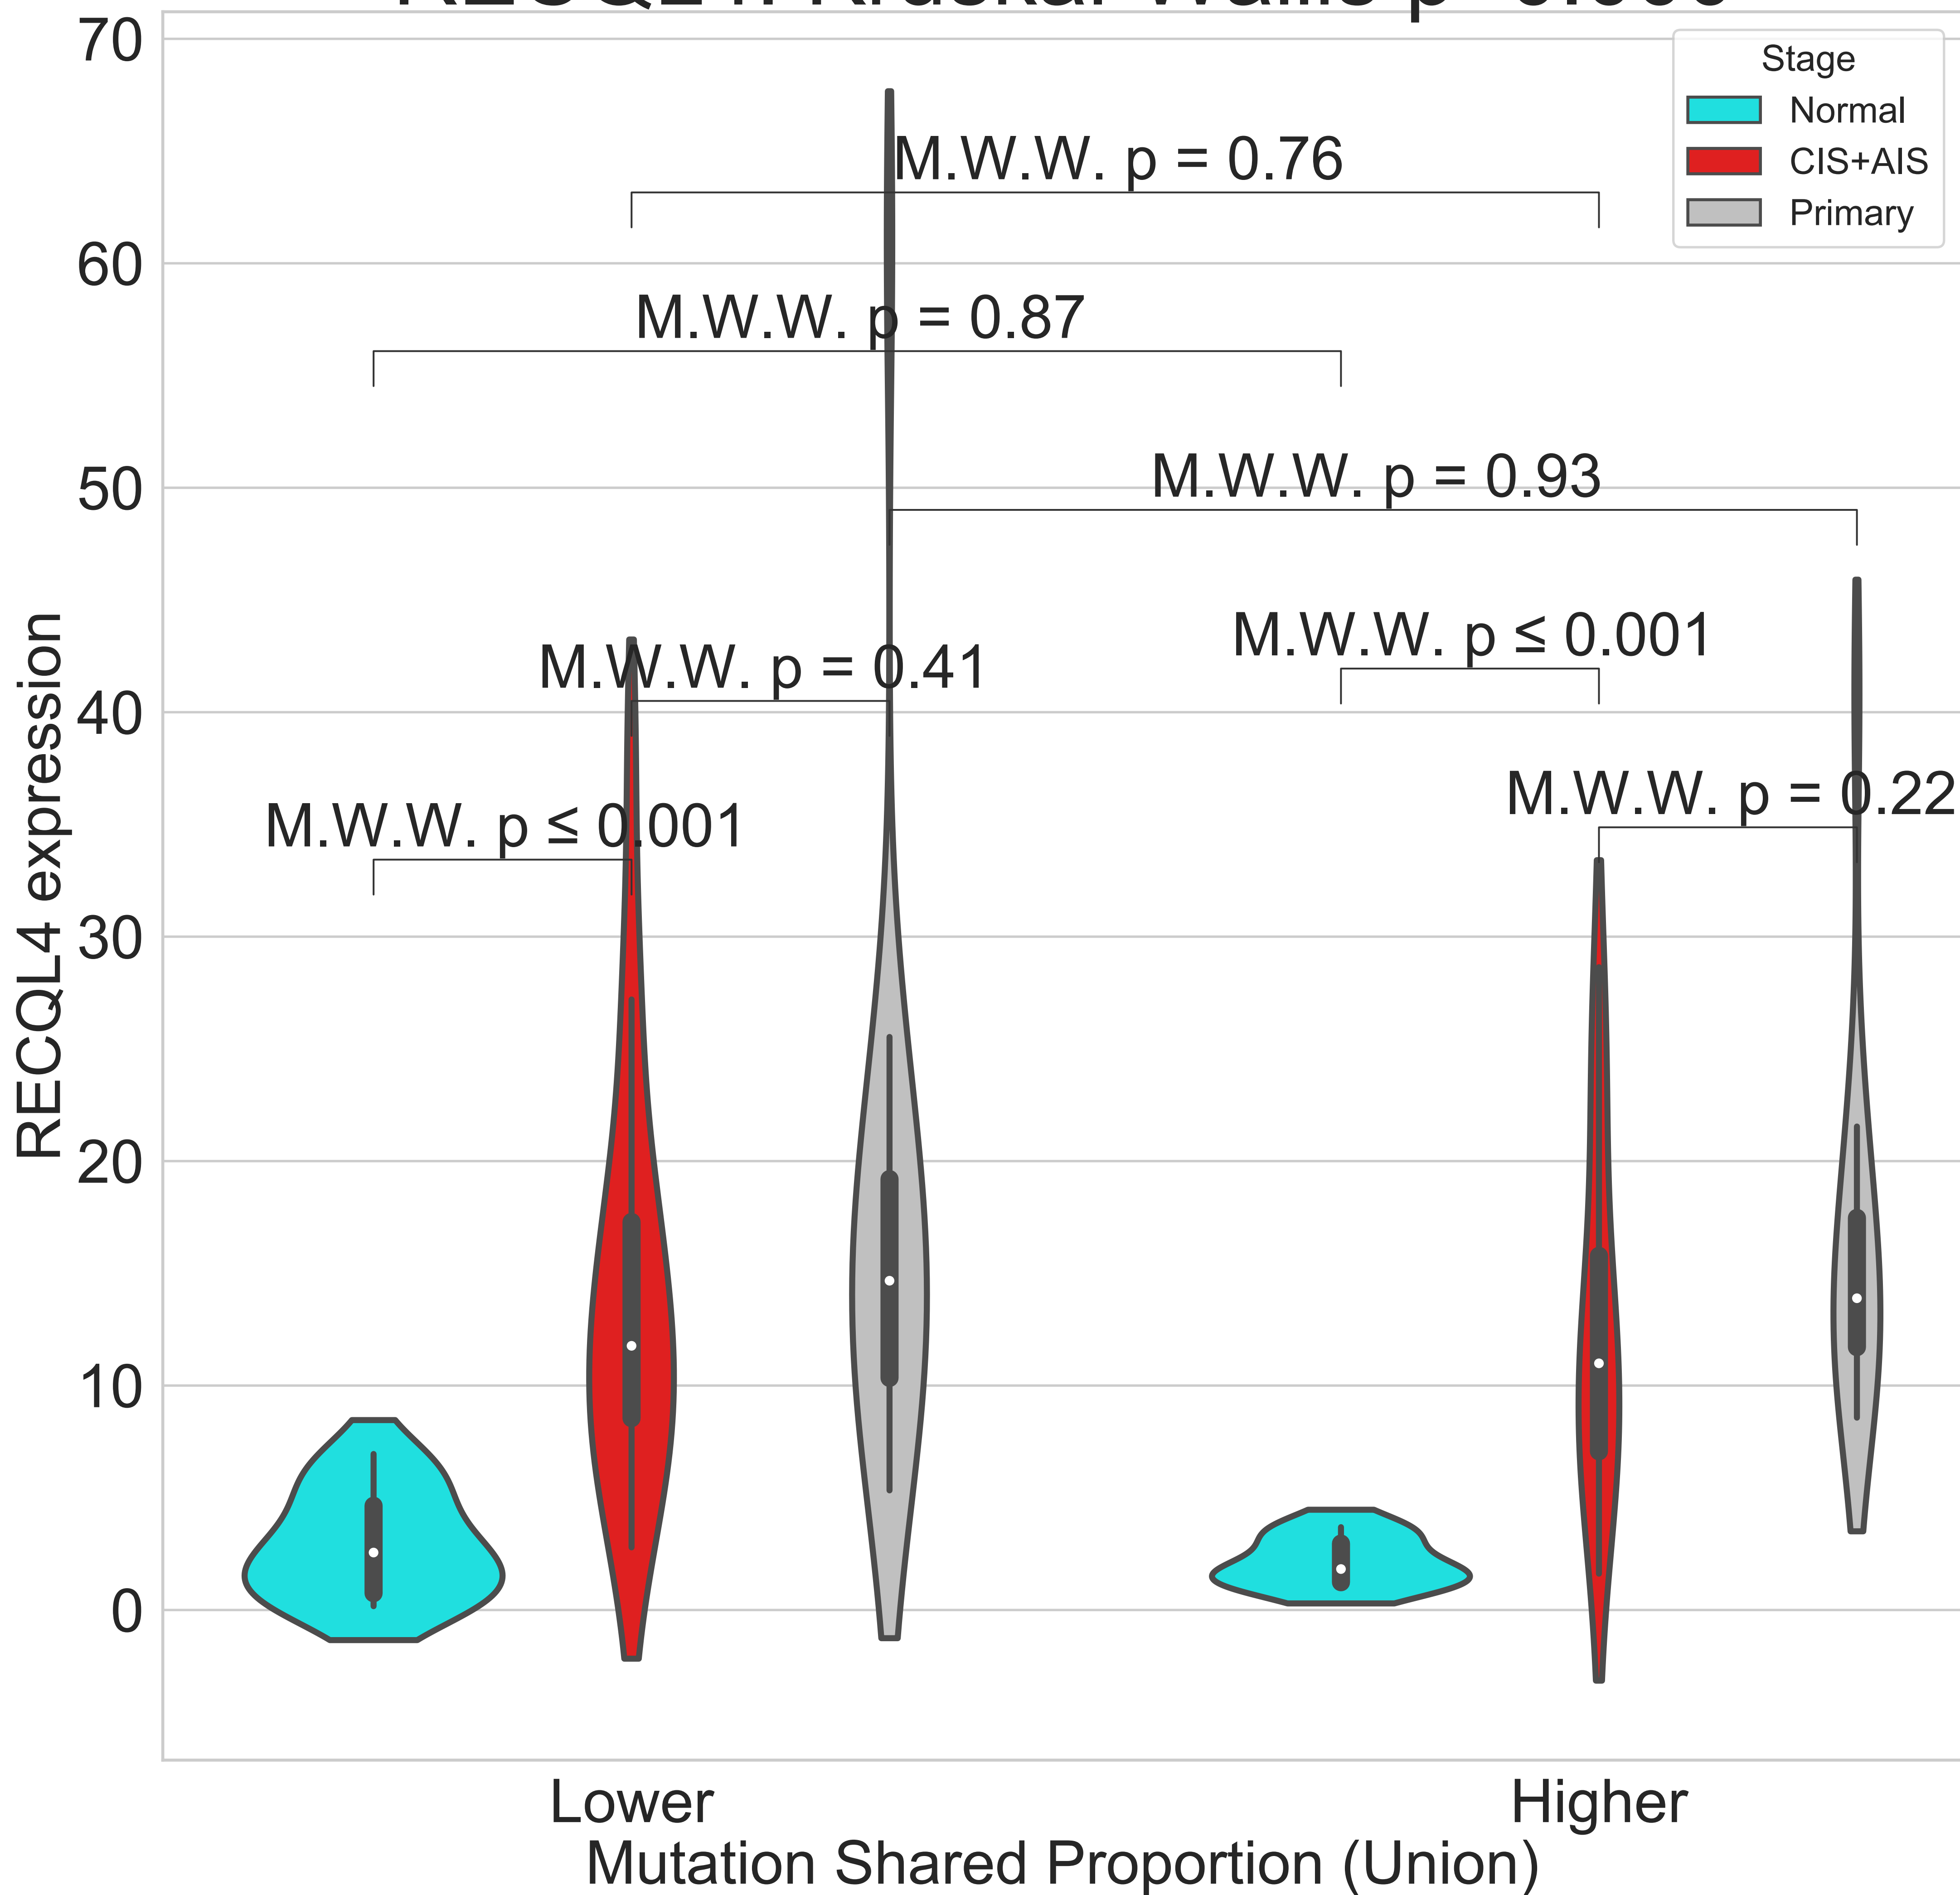 70
60
50
40
30
20
10
0
RECQL4 expression
Stage
Normal
CIS+AIS
Primary
M.W.W. p = 0.76
M.W.W. p = 0.87
M.W.W. p = 0.93
M.W.W. p = 0.41
M.W.W. p ≤ 0.001
M.W.W. p = 0.22
M.W.W. p ≤ 0.001
Lower
Higher
Mutation Shared Proportion (Union)